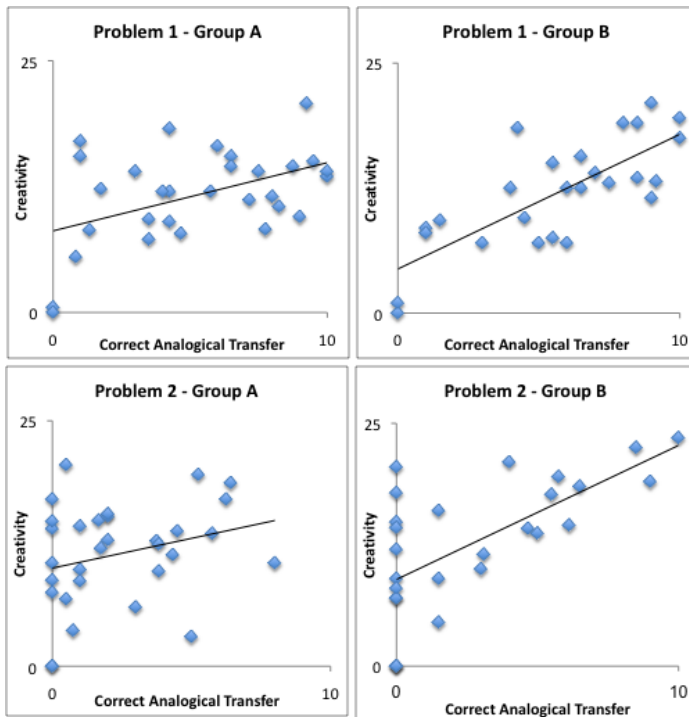 Problem 1 - Group A
25
Creativity
0
0
Correct Analogical Transfer
10
Problem 1 - Group B
25
Creativity
0
0
Correct Analogical Transfer
10
Problem 2 - Group A
25
Creativity
0
0
Correct Analogical Transfer
10
Problem 2 - Group B
25
Creativity
0
0
Correct Analogical Transfer
10